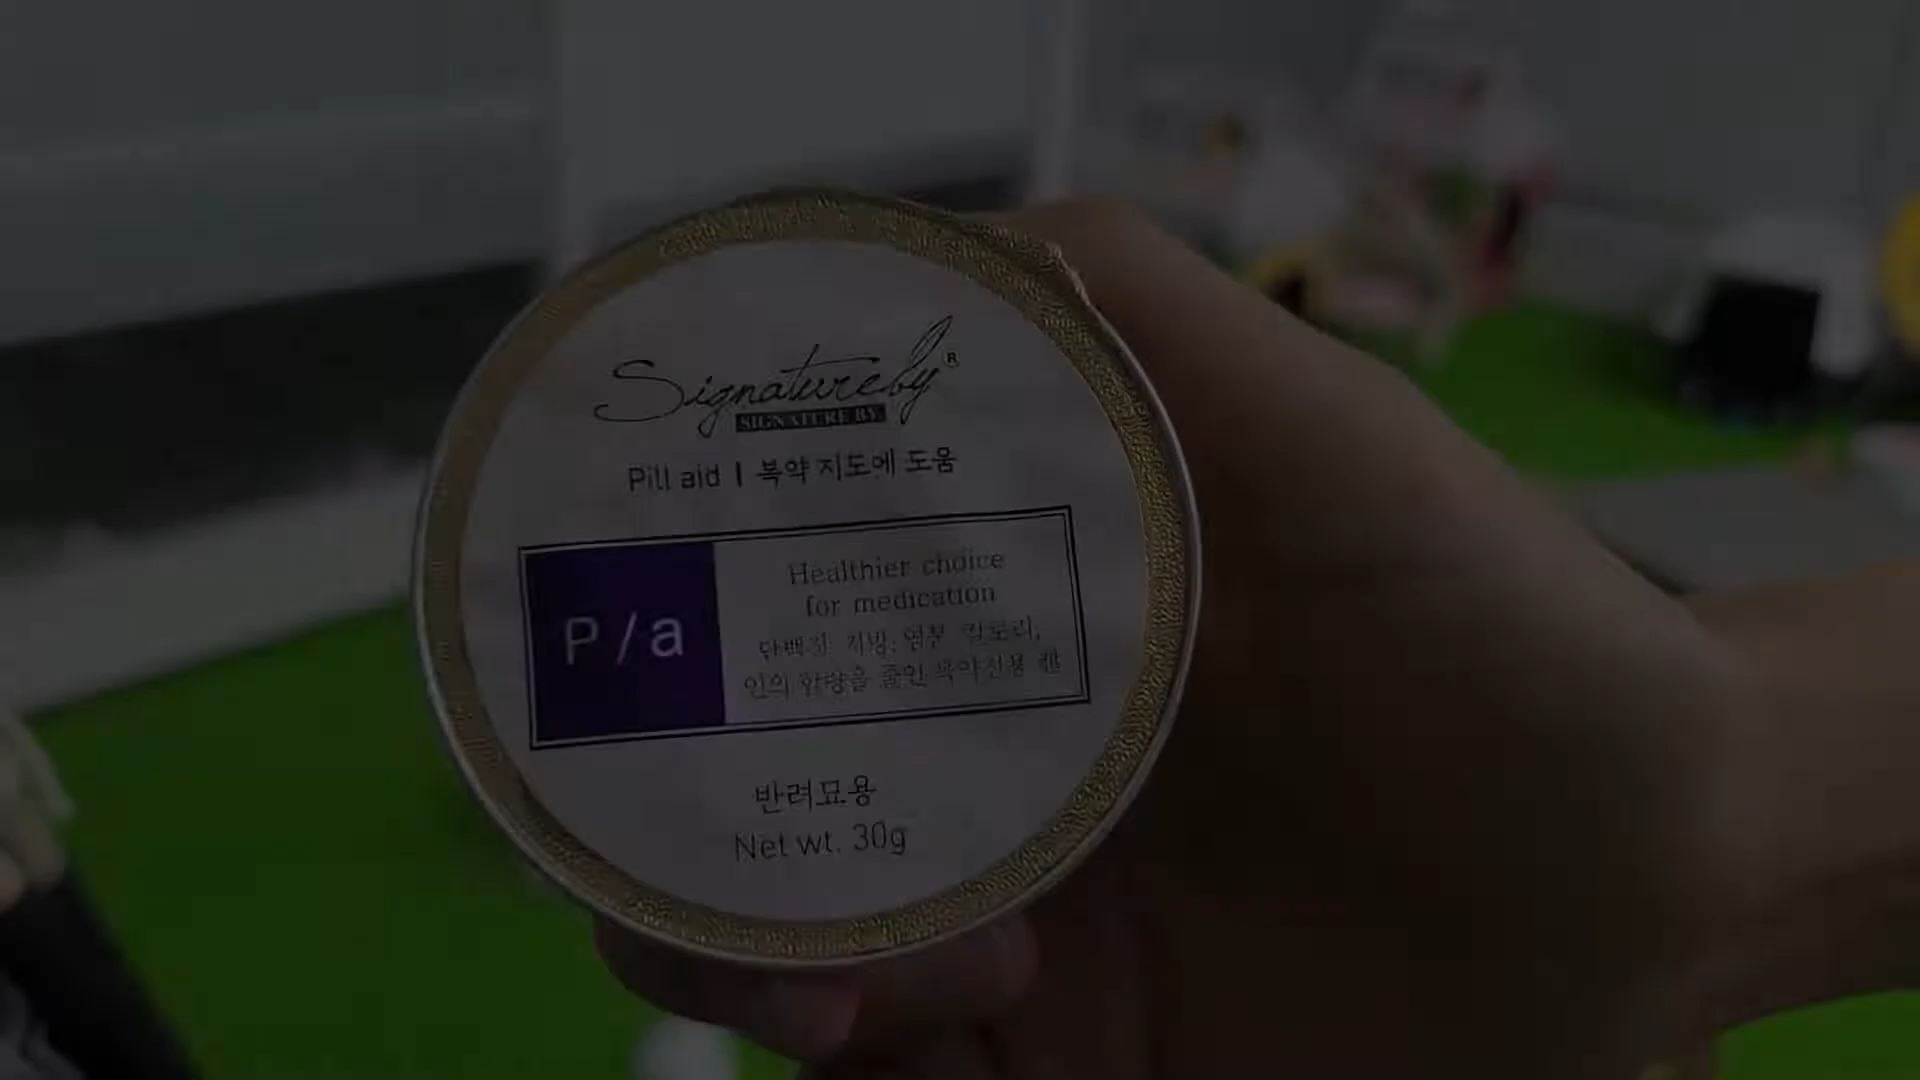 Signatureby®
SIGNATURE BY
Pill aid | 복약 지도에 도움
P/a
Healthier choice
for medication
단백질, 지방, 염분, 칼로리,
인의 함량을 줄인 복약전용 캔
반려묘용
Net wt. 30g